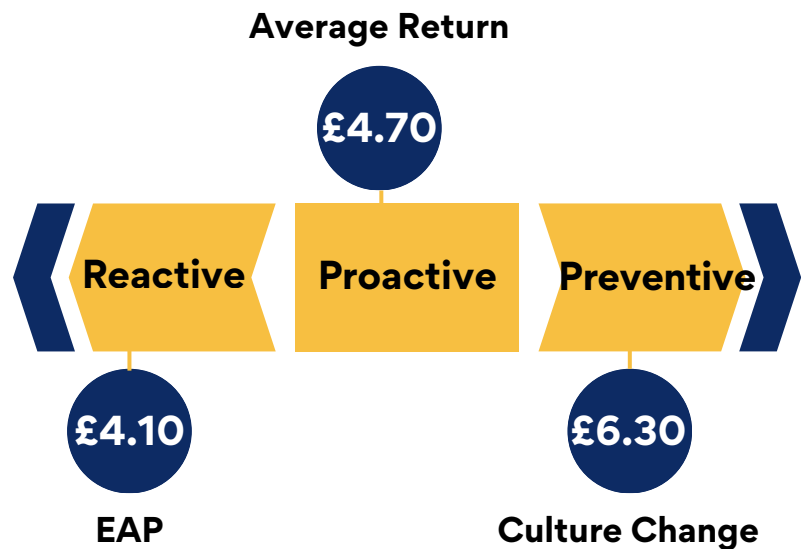 Average Return
£4.70
Reactive
Proactive
Preventive
£4.10
£6.30
EAP
Culture Change